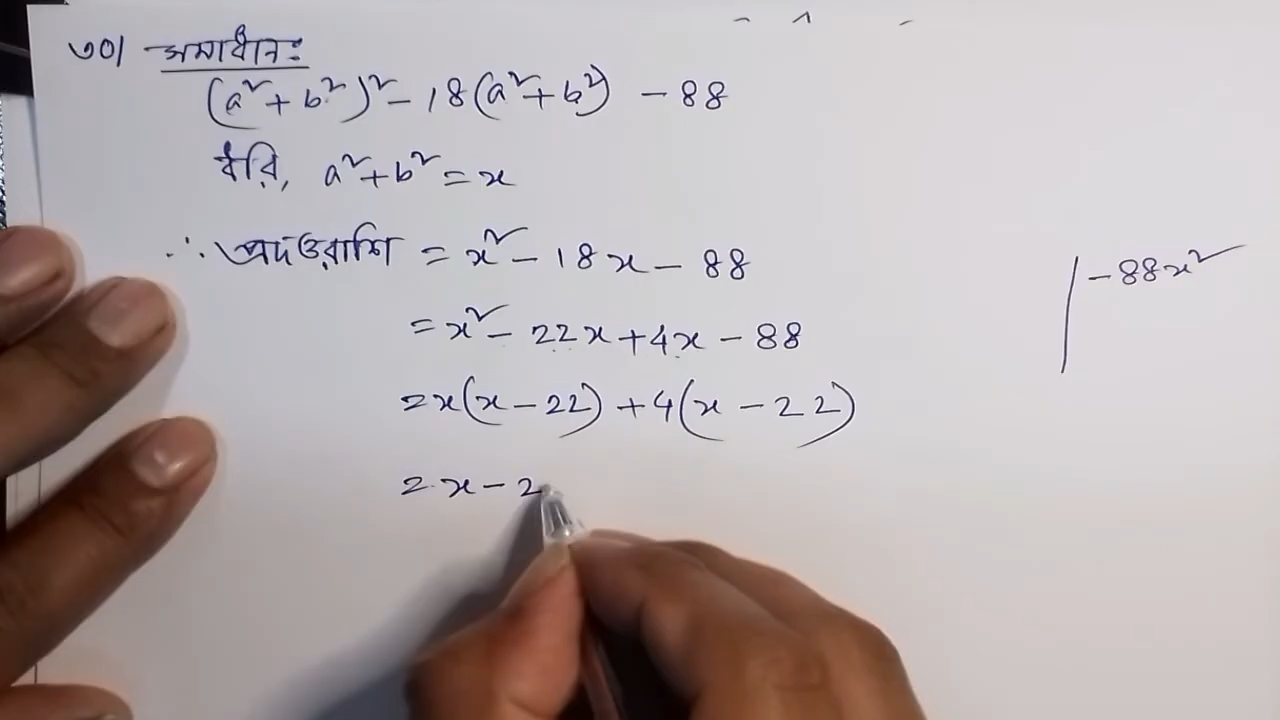 ৩০। সমাধান:
(a²+b²)²-18(a²+b²) -88
ধরি, a²+b²=x
∴ প্রদত্তরাশি = x²-18x-88
=x²-22x+4x-88
=x(x-22)+4(x-22)
= x-2
-88x²